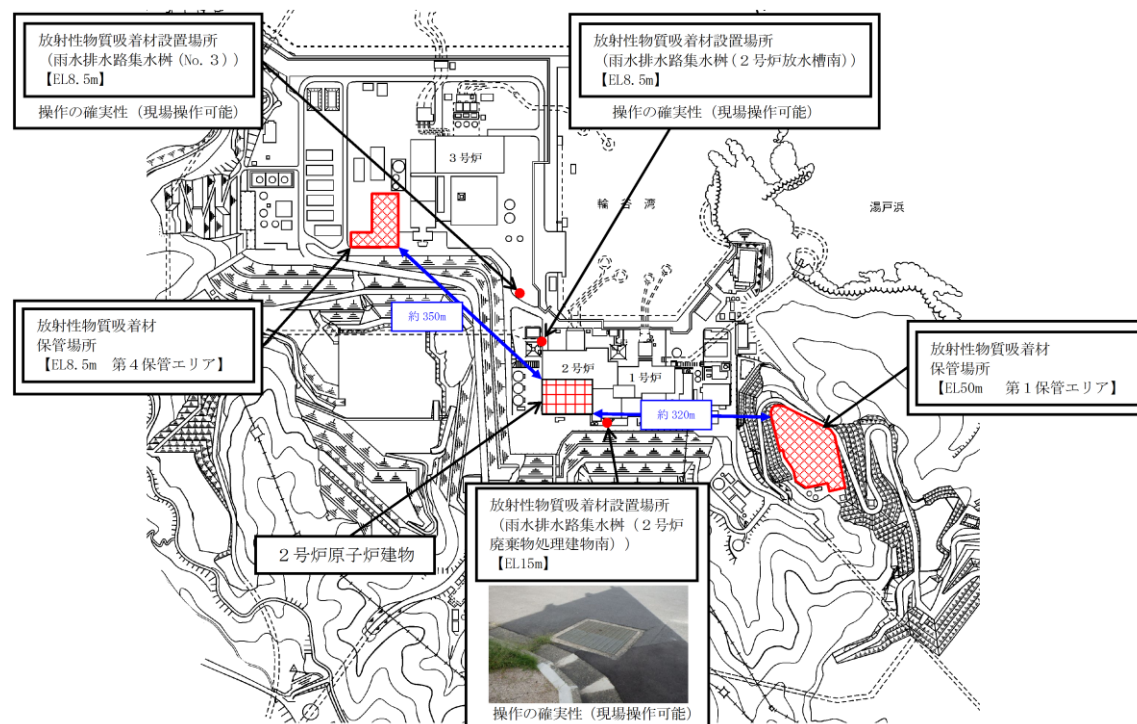 放射性物質吸着材設置場所
(雨水排水路集水桝(No. 3))
【EL8.5m】
操作の確実性(現場操作可能)
放射性物質吸着材設置場所
(雨水排水路集水桝(2号炉放水槽南))
【EL8.5m】
操作の確実性(現場操作可能)
3号炉
輪谷湾
湯戸浜
約350m
放射性物質吸着材
保管場所
【EL8.5m 第4保管エリア】
放射性物質吸着材
保管場所
【EL50m 第1保管エリア】
2号炉
1号炉
約320m
2号炉原子炉建物
放射性物質吸着材設置場所
(雨水排水路集水桝(2号炉
廃棄物処理建物南))
【EL15m】
操作の確実性(現場操作可能)